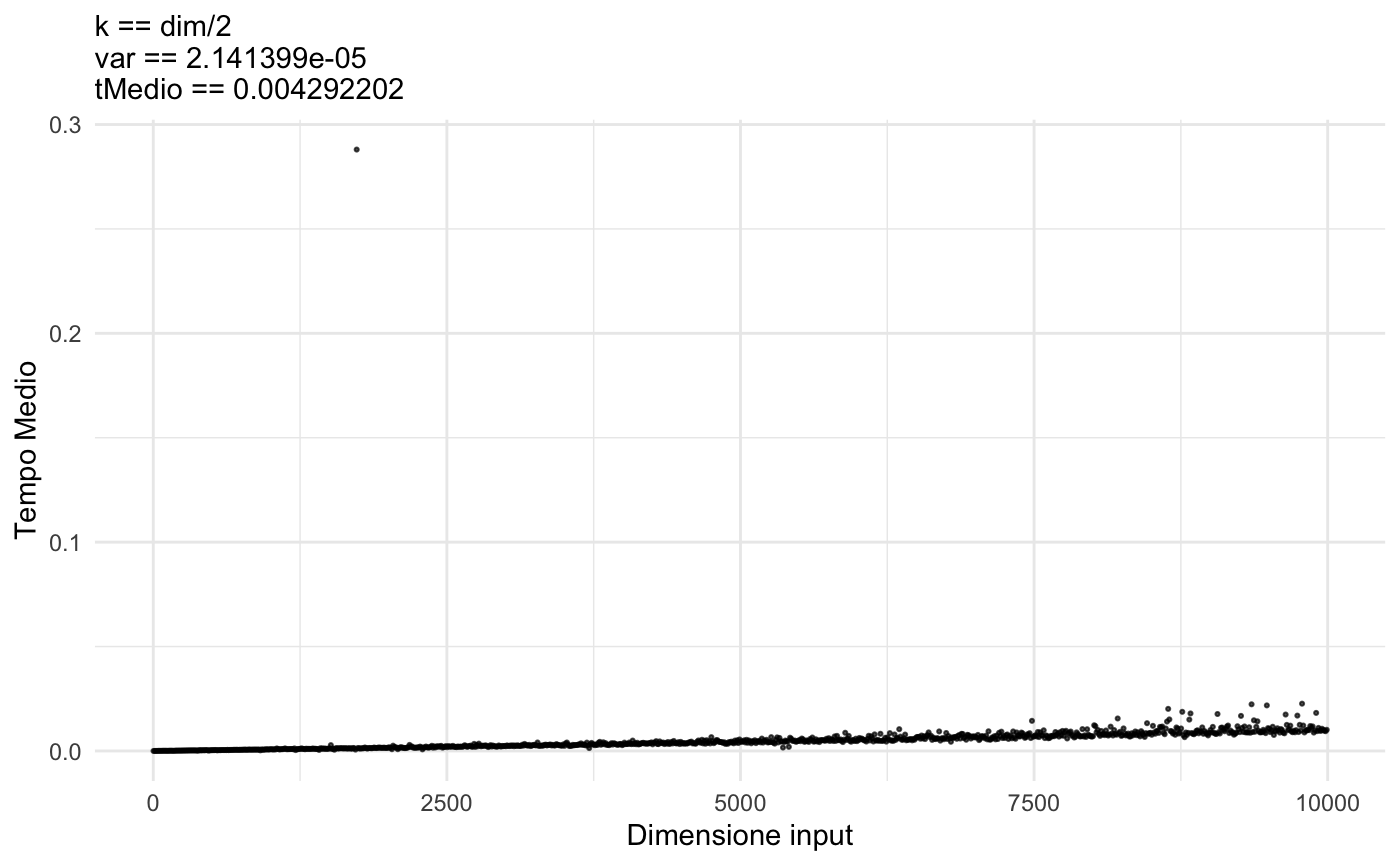 k == dim/2
var == 2.141399e-05
tMedio == 0.004292202
0.3
0.2
0.1
0.0
Tempo Medio
0 2500 5000 7500 10000
Dimensione input